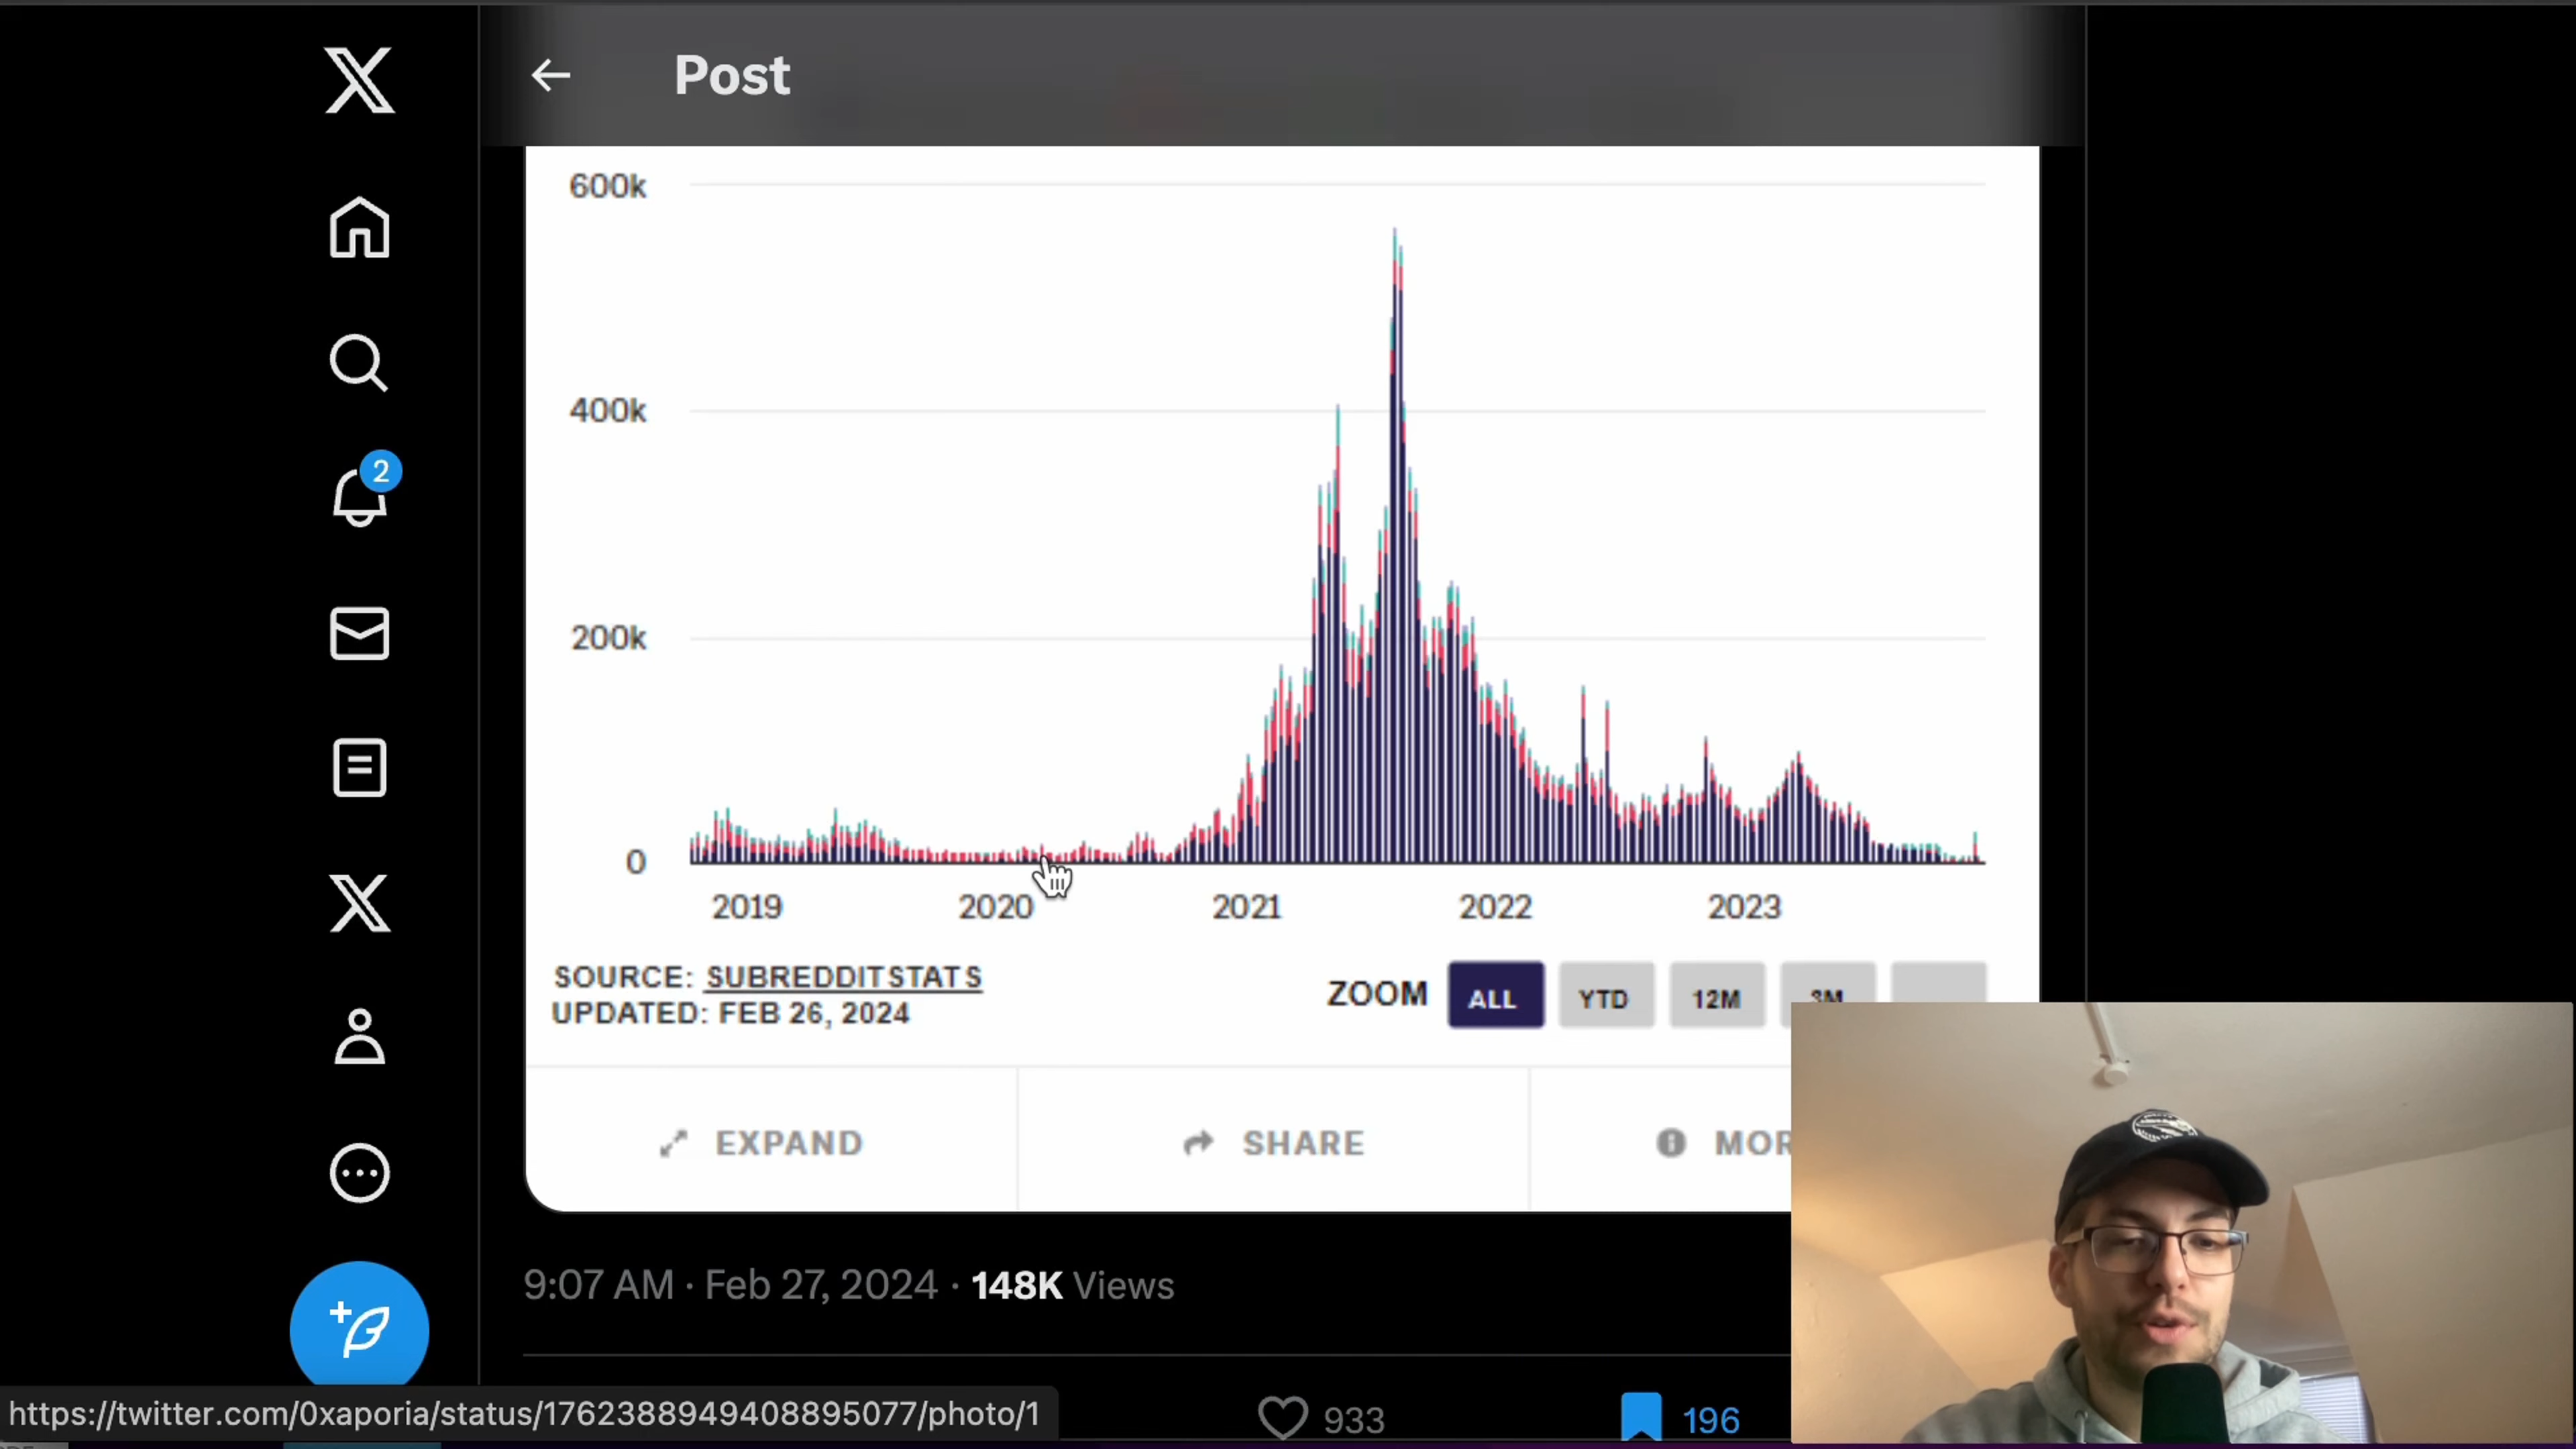 Post
600k
400k
200k
0
2019 2020 2021 2022 2023
SOURCE: SUBREDDITSTATS
UPDATED: FEB 26, 2024
ZOOM ALL YTD 12M 3M
EXPAND SHARE
2
9:07 AM · Feb 27, 2024 · 148K Views
933 196
https://twitter.com/0xaporia/status/1762388949408895077/photo/1